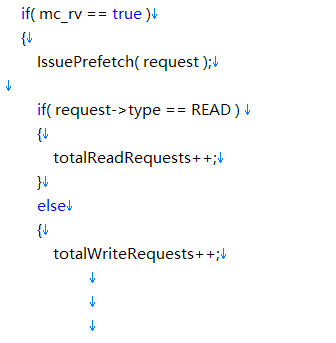 if( mc_rv == true )↓
{↓
IssuePrefetch( request );↓
↓
if( request->type == READ ) ↓
{↓
totalReadRequests++;↓
}↓
else↓
{↓
totalWriteRequests++;↓
↓
↓
↓